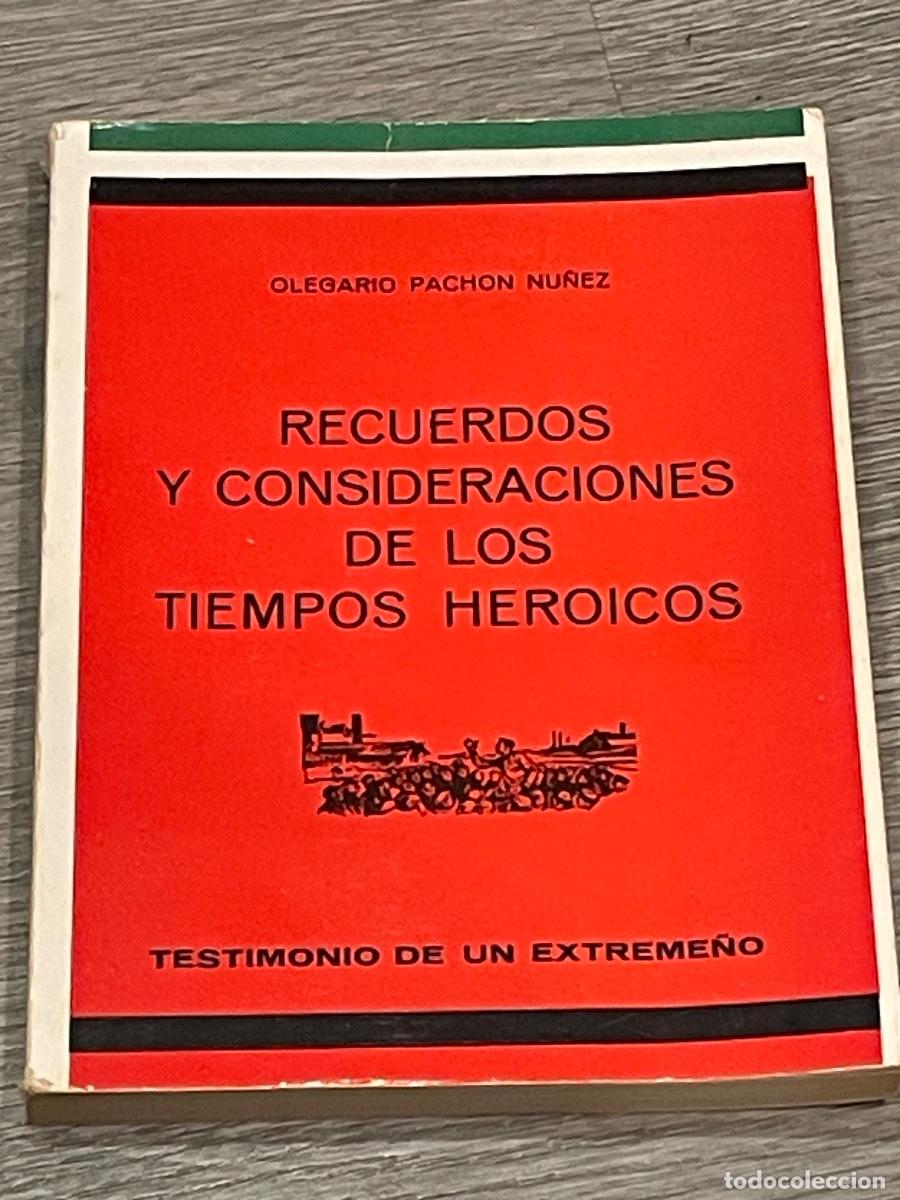 OLEGARIO PACHON NUÑEZ
RECUERDOS
Y CONSIDERACIONES
DE LOS
TIEMPOS HEROICOS
TESTIMONIO DE UN EXTREMEÑO
todocoleccion